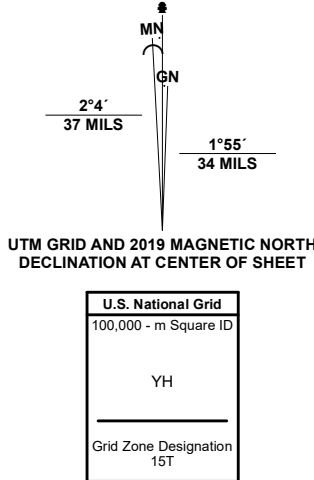 MN
GN
2°4´
37 MILS
1°55´
34 MILS
UTM GRID AND 2019 MAGNETIC NORTH
DECLINATION AT CENTER OF SHEET
U.S. National Grid
100,000 - m Square ID
YH
Grid Zone Designation
15T